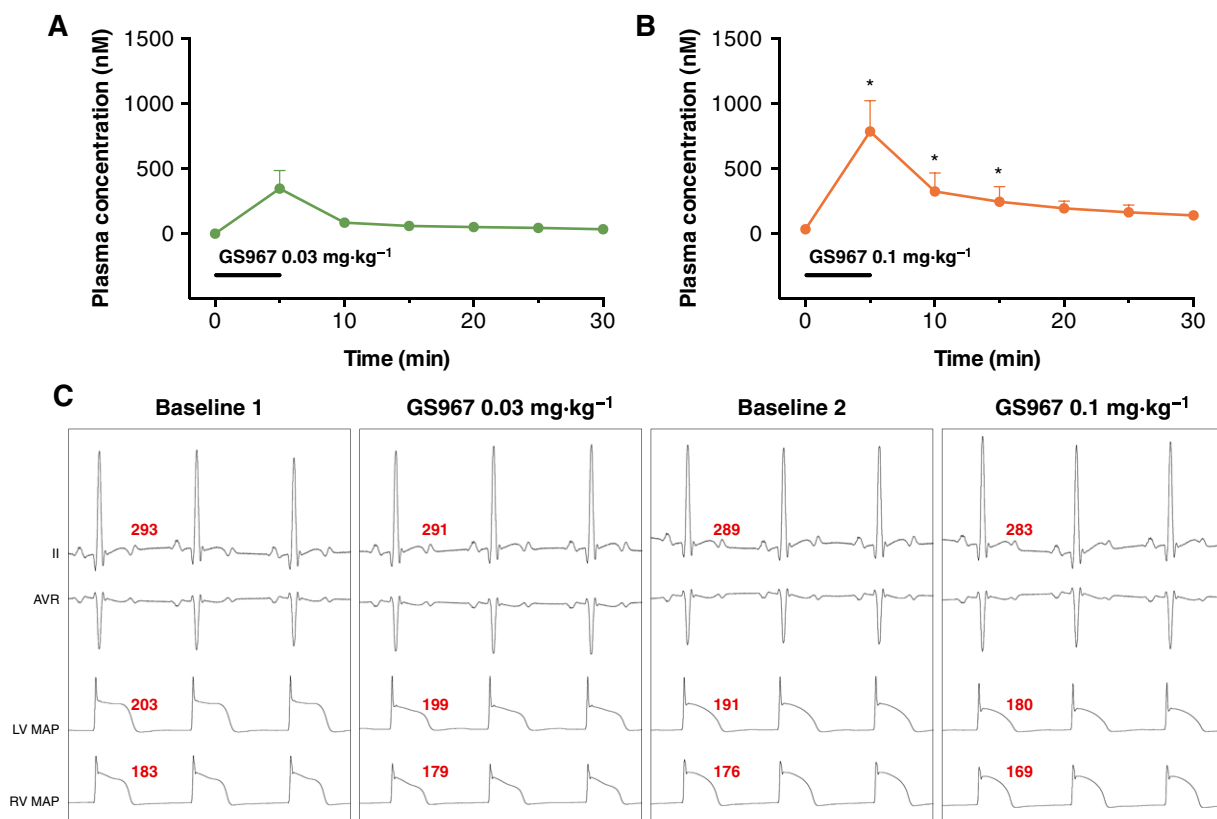 A
Plasma concentration (nM)
1500
1000
500
0
GS967 0.03 mg·kg⁻¹
0 10 20 30
Time (min)
B
Plasma concentration (nM)
1500
1000
500
0
*
*
*
GS967 0.1 mg·kg⁻¹
0 10 20 30
Time (min)
C
Baseline 1 GS967 0.03 mg·kg⁻¹ Baseline 2 GS967 0.1 mg·kg⁻¹
II 293 291 289 283
AVR
LV MAP 203 199 191 180
RV MAP 183 179 176 169